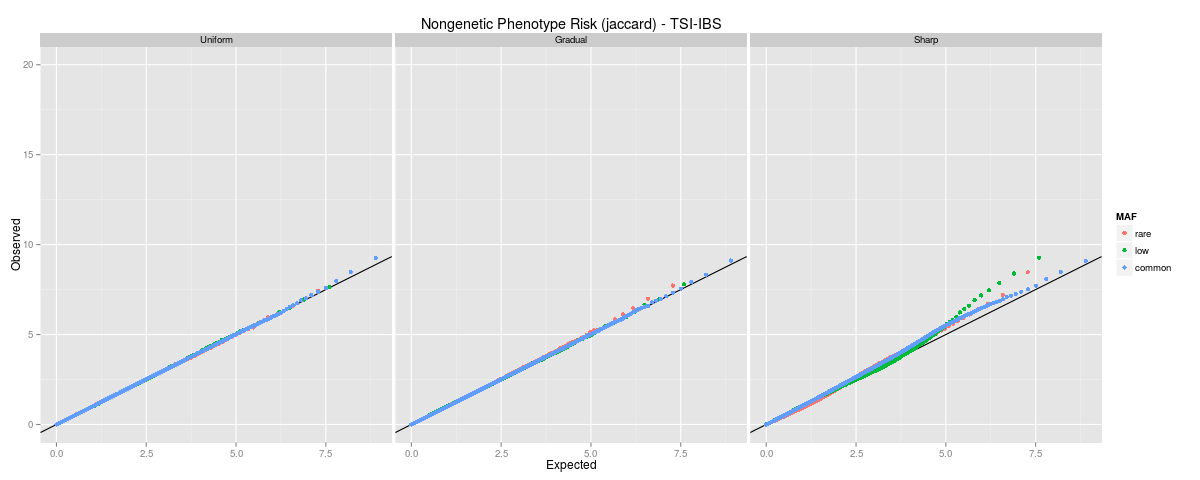 Nongenetic Phenotype Risk (jaccard) - TSI-IBS
Uniform Gradual Sharp
20
15
10
5
0
Observed
0.0 2.5 5.0 7.5 0.0 2.5 5.0 7.5 0.0 2.5 5.0 7.5
Expected
MAF
rare
low
common